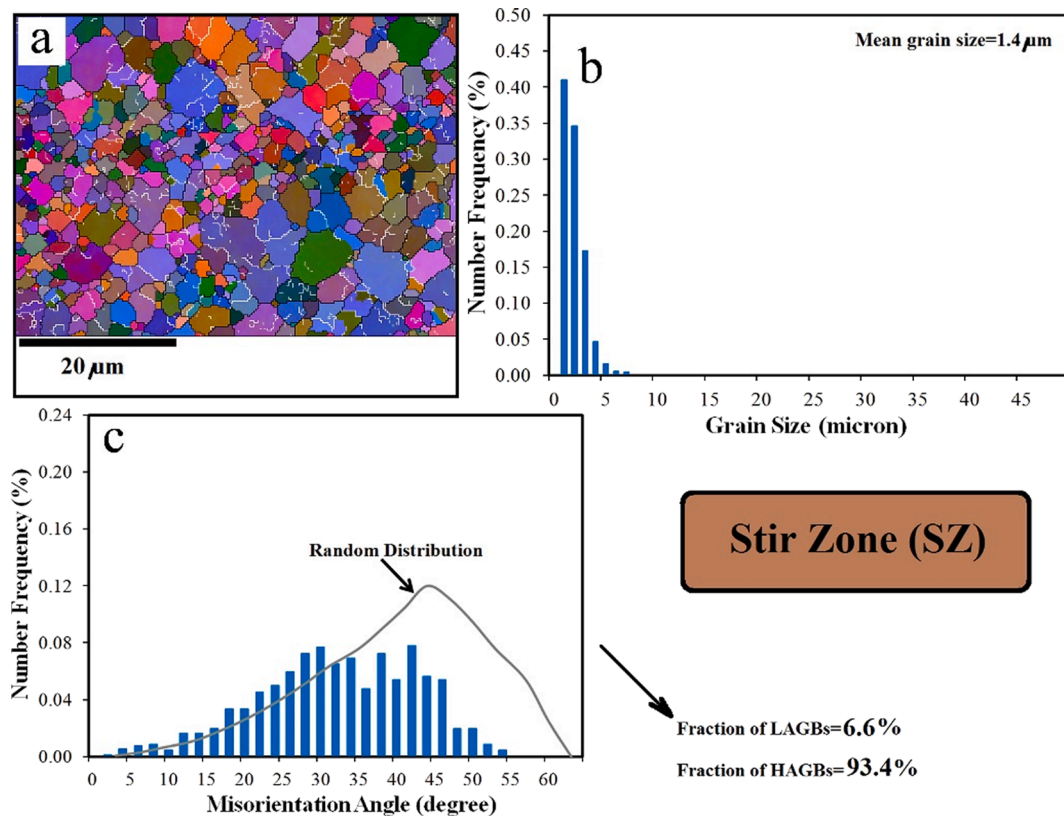 a
20 µm
b
Mean grain size=1.4µm
Number Frequency (%)
0.50
0.45
0.40
0.35
0.30
0.25
0.20
0.15
0.10
0.05
0.00
0 5 10 15 20 25 30 35 40 45
Grain Size (micron)
c
Random Distribution
Number Frequency (%)
0.24
0.20
0.16
0.12
0.08
0.04
0.00
0 5 10 15 20 25 30 35 40 45 50 55 60
Misorientation Angle (degree)
Stir Zone (SZ)
Fraction of LAGBs=6.6%
Fraction of HAGBs=93.4%